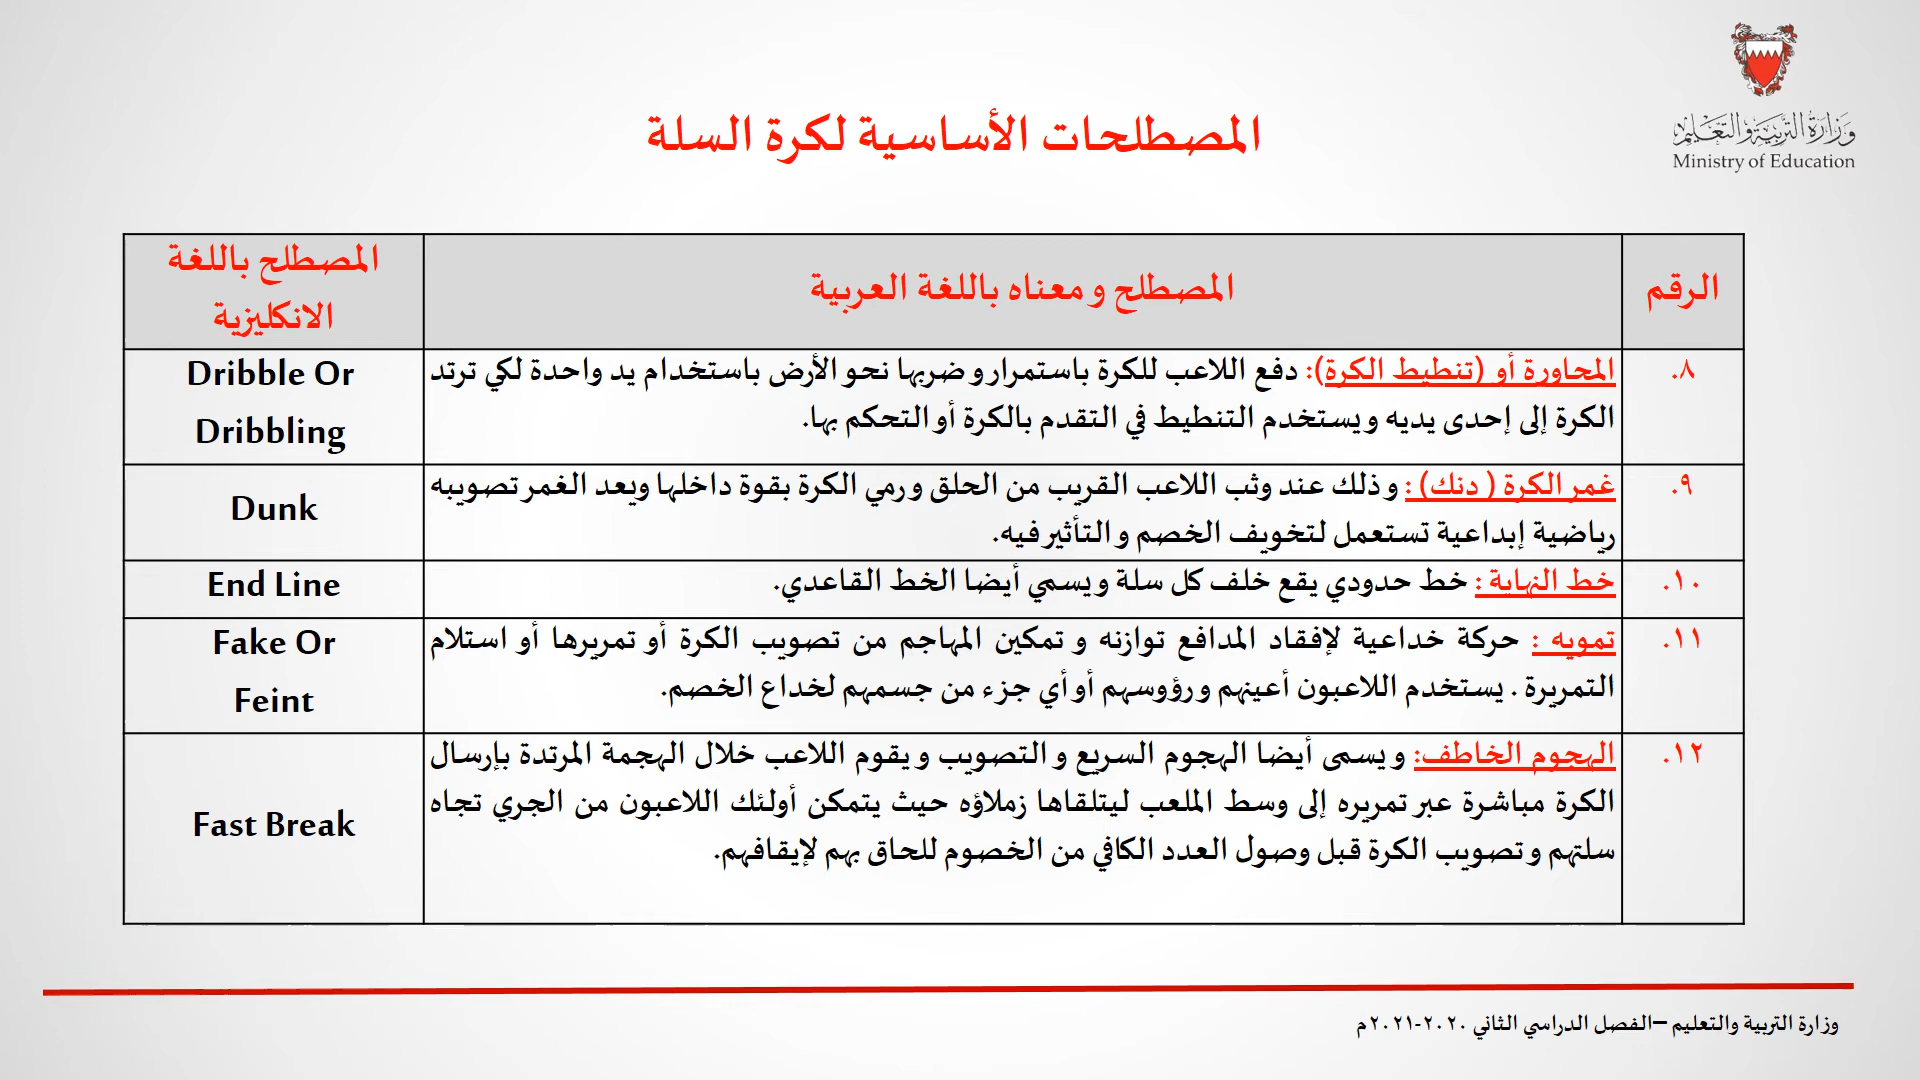 وزارة التربية والتعليم
Ministry of Education
المصطلحات الأساسية لكرة السلة
الرقم
المصطلح ومعناه باللغة العربية
المصطلح باللغة
الانكليزية
٨.
المحاورة أو (تنطيط الكرة): دفع اللاعب للكرة باستمرار وضربها نحو الأرض باستخدام يد واحدة لكي ترتد
الكرة إلى إحدى يديه ويستخدم التنطيط في التقدم بالكرة أو التحكم بها.
Dribble Or
Dribbling
٩.
غمر الكرة ( دنك) : وذلك عند وثب اللاعب القريب من الحلق ورمي الكرة بقوة داخلها ويعد الغمر تصويبه
رياضية إبداعية تستعمل لتخويف الخصم والتأثير فيه.
Dunk
١٠.
خط النهاية : خط حدودي يقع خلف كل سلة ويسمي أيضا الخط القاعدي.
End Line
١١.
تمويه : حركة خداعية لإفقاد المدافع توازنه و تمكين المهاجم من تصويب الكرة أو تمريرها أو استلام
التمريرة . يستخدم اللاعبون أعينهم ورؤوسهم أو أي جزء من جسمهم لخداع الخصم.
Fake Or
Feint
١٢.
الهجوم الخاطف: ويسمى أيضا الهجوم السريع و التصويب و يقوم اللاعب خلال الهجمة المرتدة بإرسال
الكرة مباشرة عبر تمريره إلى وسط الملعب ليتلقاها زملاؤه حيث يتمكن أولئك اللاعبون من الجري تجاه
سلتهم وتصويب الكرة قبل وصول العدد الكافي من الخصوم للحاق بهم لإيقافهم.
Fast Break
وزارة التربية والتعليم –الفصل الدراسي الثاني ٢٠٢٠-٢٠٢١م